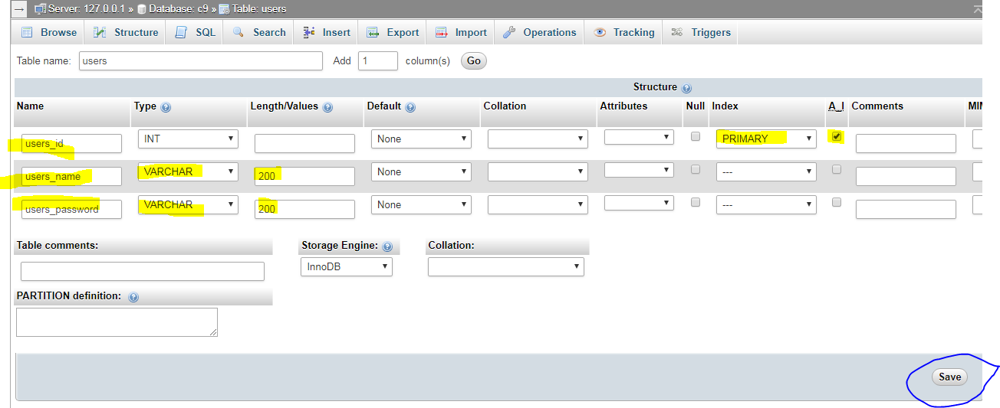 Server: 127.0.0.1 » Database: c9 » Table: users
Browse Structure SQL Search Insert Export Import Operations Tracking Triggers
Table name: users Add 1 column(s) Go
Structure
Name Type Length/Values Default Collation Attributes Null Index A_I Comments MIM
users_id INT None PRIMARY
users_name VARCHAR 200 None ---
users_password VARCHAR 200 None ---
Table comments: Storage Engine: Collation:
InnoDB
PARTITION definition:
Save